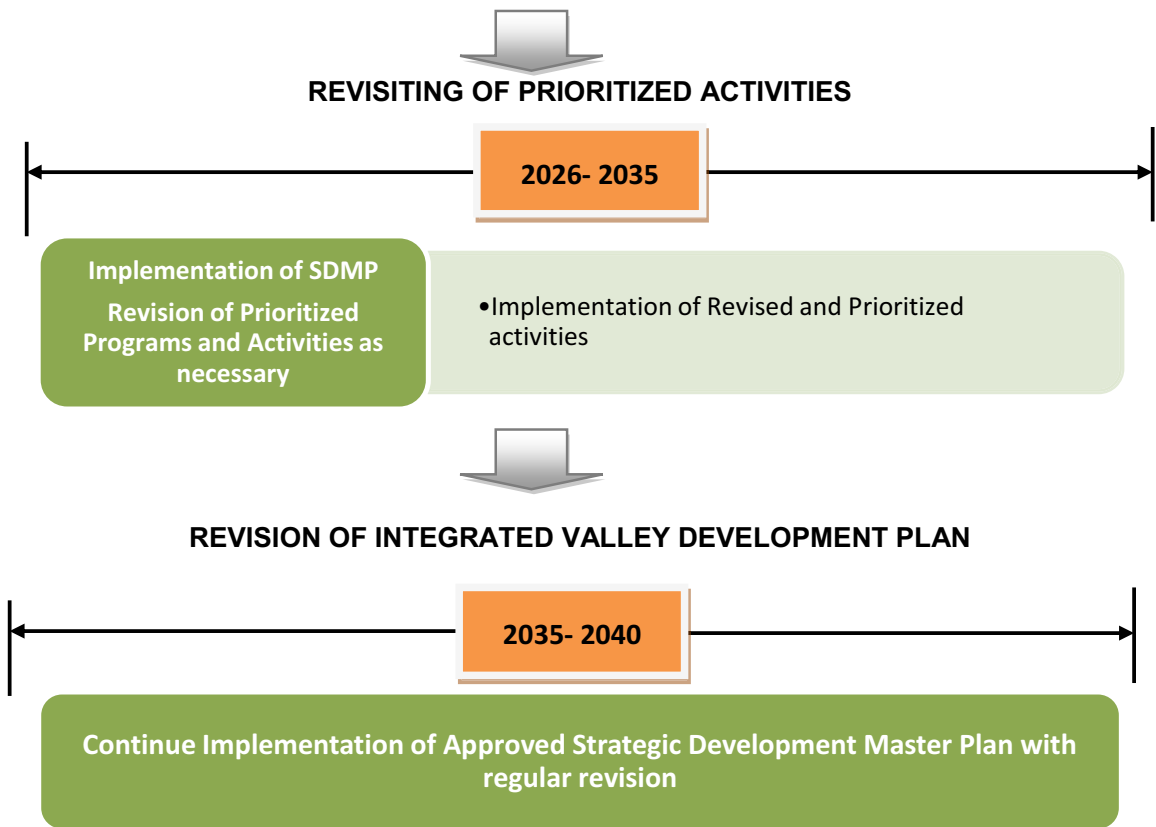 REVISITING OF PRIORITIZED ACTIVITIES
2026- 2035
Implementation of SDMP
Revision of Prioritized
Programs and Activities as
necessary
•Implementation of Revised and Prioritized
activities
REVISION OF INTEGRATED VALLEY DEVELOPMENT PLAN
2035- 2040
Continue Implementation of Approved Strategic Development Master Plan with
regular revision